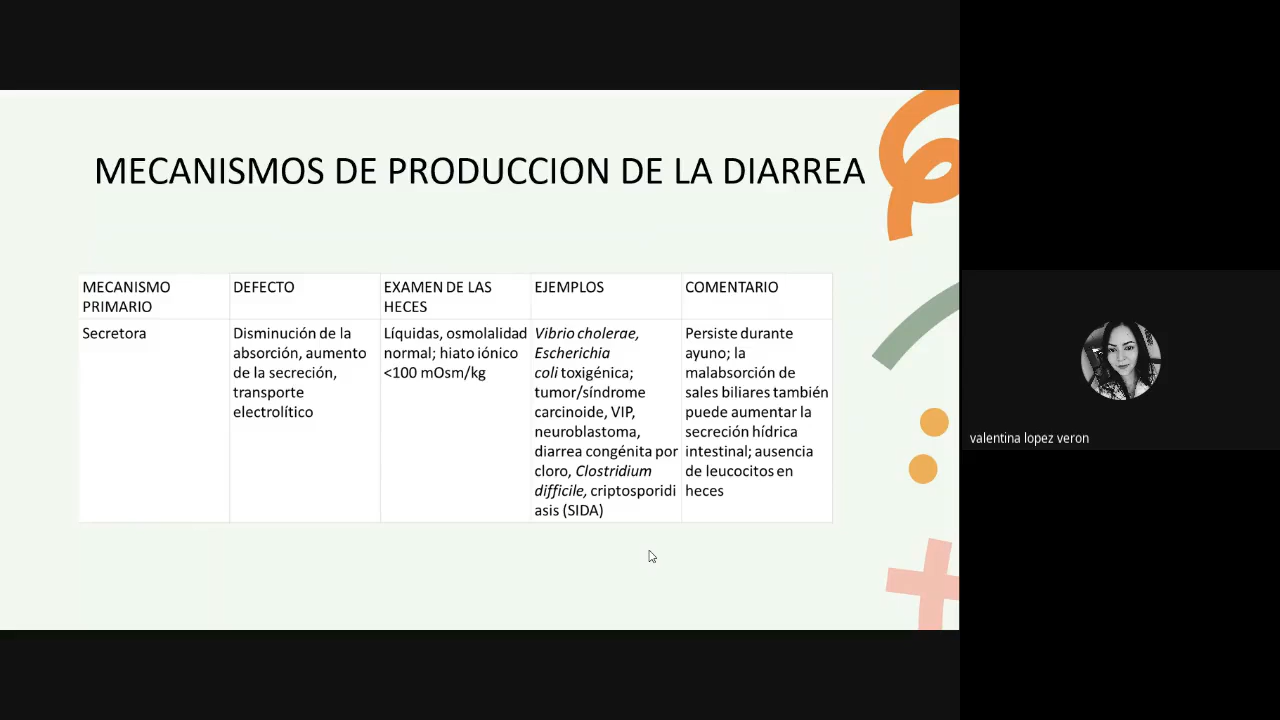 MECANISMOS DE PRODUCCION DE LA DIARREA
MECANISMO
PRIMARIO
DEFECTO
EXAMEN DE LAS
HECES
EJEMPLOS
COMENTARIO
Secretora
Disminución de la
absorción, aumento
de la secreción,
transporte
electrolítico
Líquidas, osmolalidad
normal; hiato iónico
<100 mOsm/kg
Vibrio cholerae,
Escherichia
coli toxigénica;
tumor/síndrome
carcinoide, VIP,
neuroblastoma,
diarrea congénita por
cloro, Clostridium
difficile, criptosporidi
asis (SIDA)
Persiste durante
ayuno; la
malabsorción de
sales biliares también
puede aumentar la
secreción hídrica
intestinal; ausencia
de leucocitos en
heces
valentina lopez veron